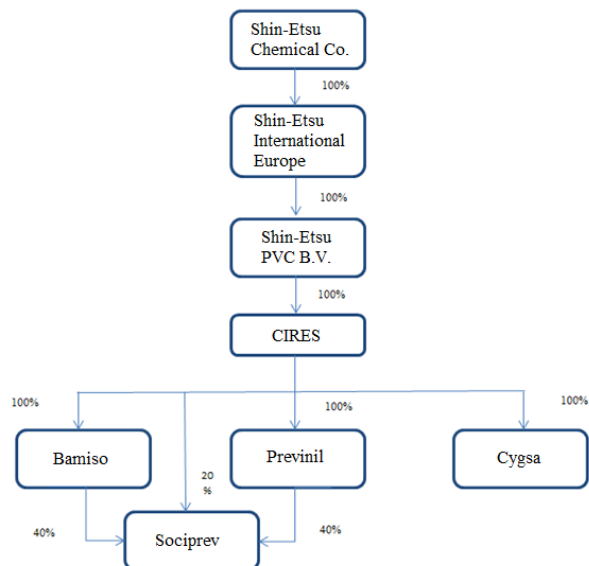 Shin-Etsu
Chemical Co.
100%
Shin-Etsu
International
Europe
100%
Shin-Etsu
PVC B.V.
100%
CIRES
100%
100%
100%
Bamiso
Previnil
Cygsa
20
%
40%
40%
Sociprev